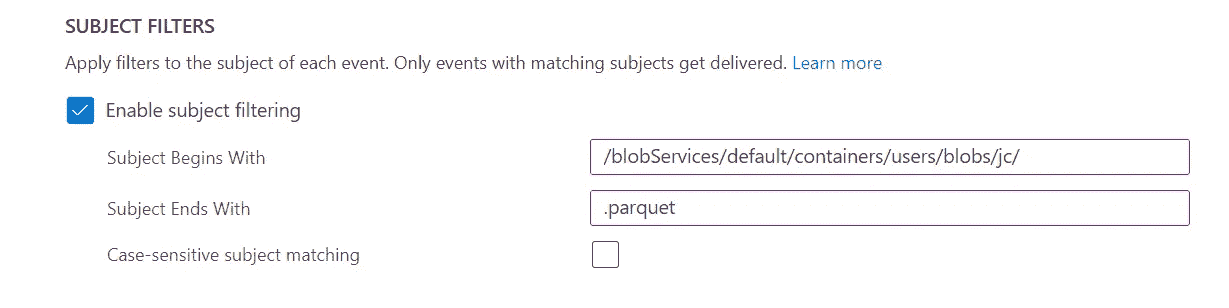 SUBJECT FILTERS
Apply filters to the subject of each event. Only events with matching subjects get delivered. Learn more
Enable subject filtering
Subject Begins With /blobServices/default/containers/users/blobs/jc/
Subject Ends With .parquet
Case-sensitive subject matching